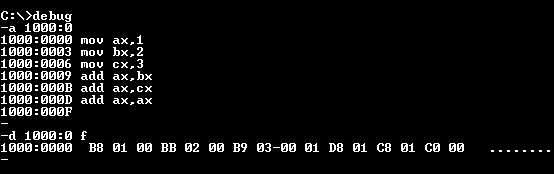 C:\>debug
-a 1000:0
1000:0000 mov ax,1
1000:0003 mov bx,2
1000:0006 mov cx,3
1000:0009 add ax,bx
1000:000B add ax,cx
1000:000D add ax,ax
1000:000F
-
-d 1000:0 f
1000:0000  B8 01 00 BB 02 00 B9 03-00 01 D8 01 C8 01 C0 00   ........
-